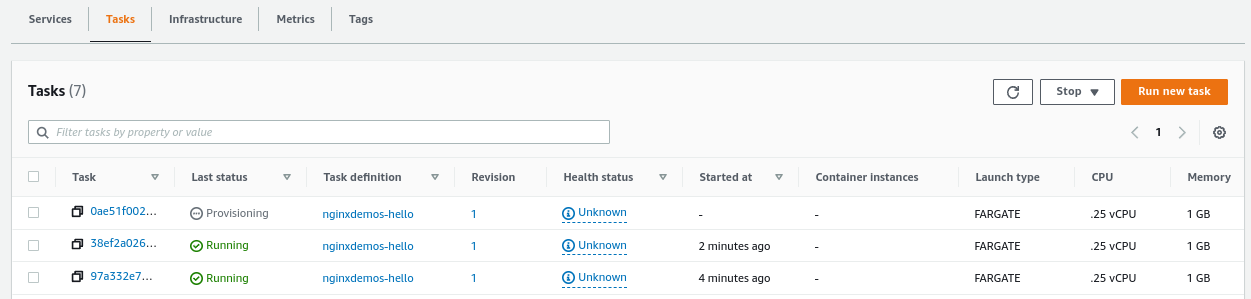 Services Tasks Infrastructure Metrics Tags
Tasks (7) Stop Run new task
Filter tasks by property or value 1
Task Last status Task definition Revision Health status Started at Container instances Launch type CPU Memory
0ae51f002... Provisioning nginxdemos-hello 1 Unknown - - FARGATE .25 vCPU 1 GB
38ef2a026... Running nginxdemos-hello 1 Unknown 2 minutes ago - FARGATE .25 vCPU 1 GB
97a332e7... Running nginxdemos-hello 1 Unknown 4 minutes ago - FARGATE .25 vCPU 1 GB